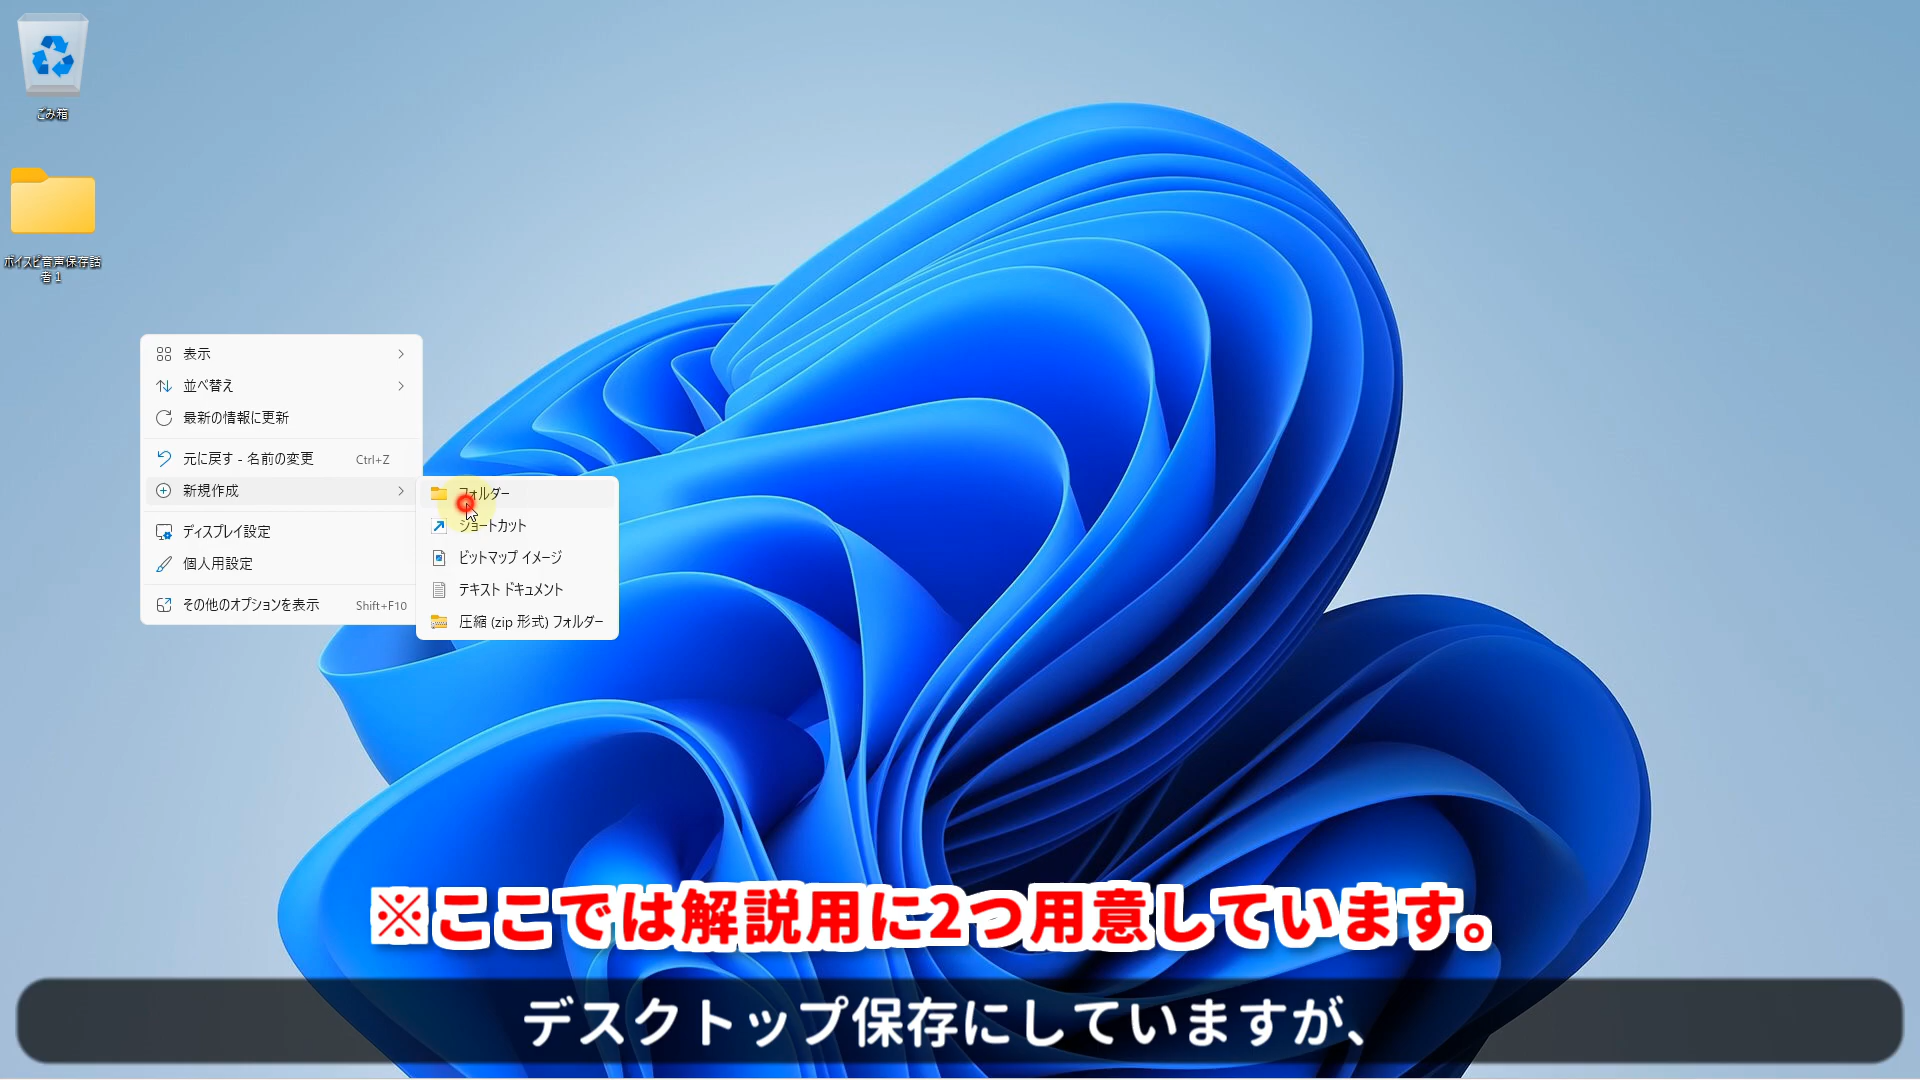 ごみ箱
ボイスピ音声保存話
者1
表示
並べ替え
最新の情報に更新
元に戻す - 名前の変更 Ctrl+Z
新規作成
ディスプレイ設定
個人用設定
その他のオプションを表示 Shift+F10
フォルダー
ショートカット
ビットマップ イメージ
テキスト ドキュメント
圧縮 (zip 形式) フォルダー
※ここでは解説用に2つ用意しています。
デスクトップ保存にしていますが、